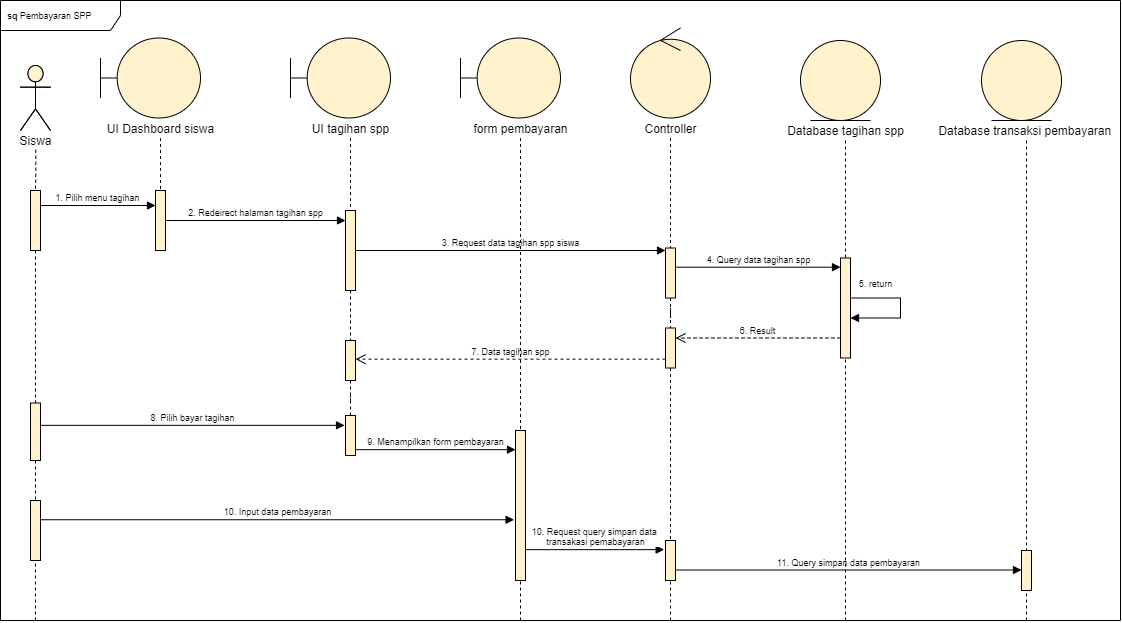 sq Pembayaran SPP
Siswa
UI Dashboard siswa
UI tagihan spp
form pembayaran
Controller
Database tagihan spp
Database transaksi pembayaran
1. Pilih menu tagihan
2. Redeirect halaman tagihan spp
3. Request data tagihan spp siswa
4. Query data tagihan spp
5. return
6. Result
7. Data tagihan spp
8. Pilih bayar tagihan
9. Menampilkan form pembayaran
10. Input data pembayaran
10. Request query simpan data
transakasi pemabayaran
11. Query simpan data pembayaran